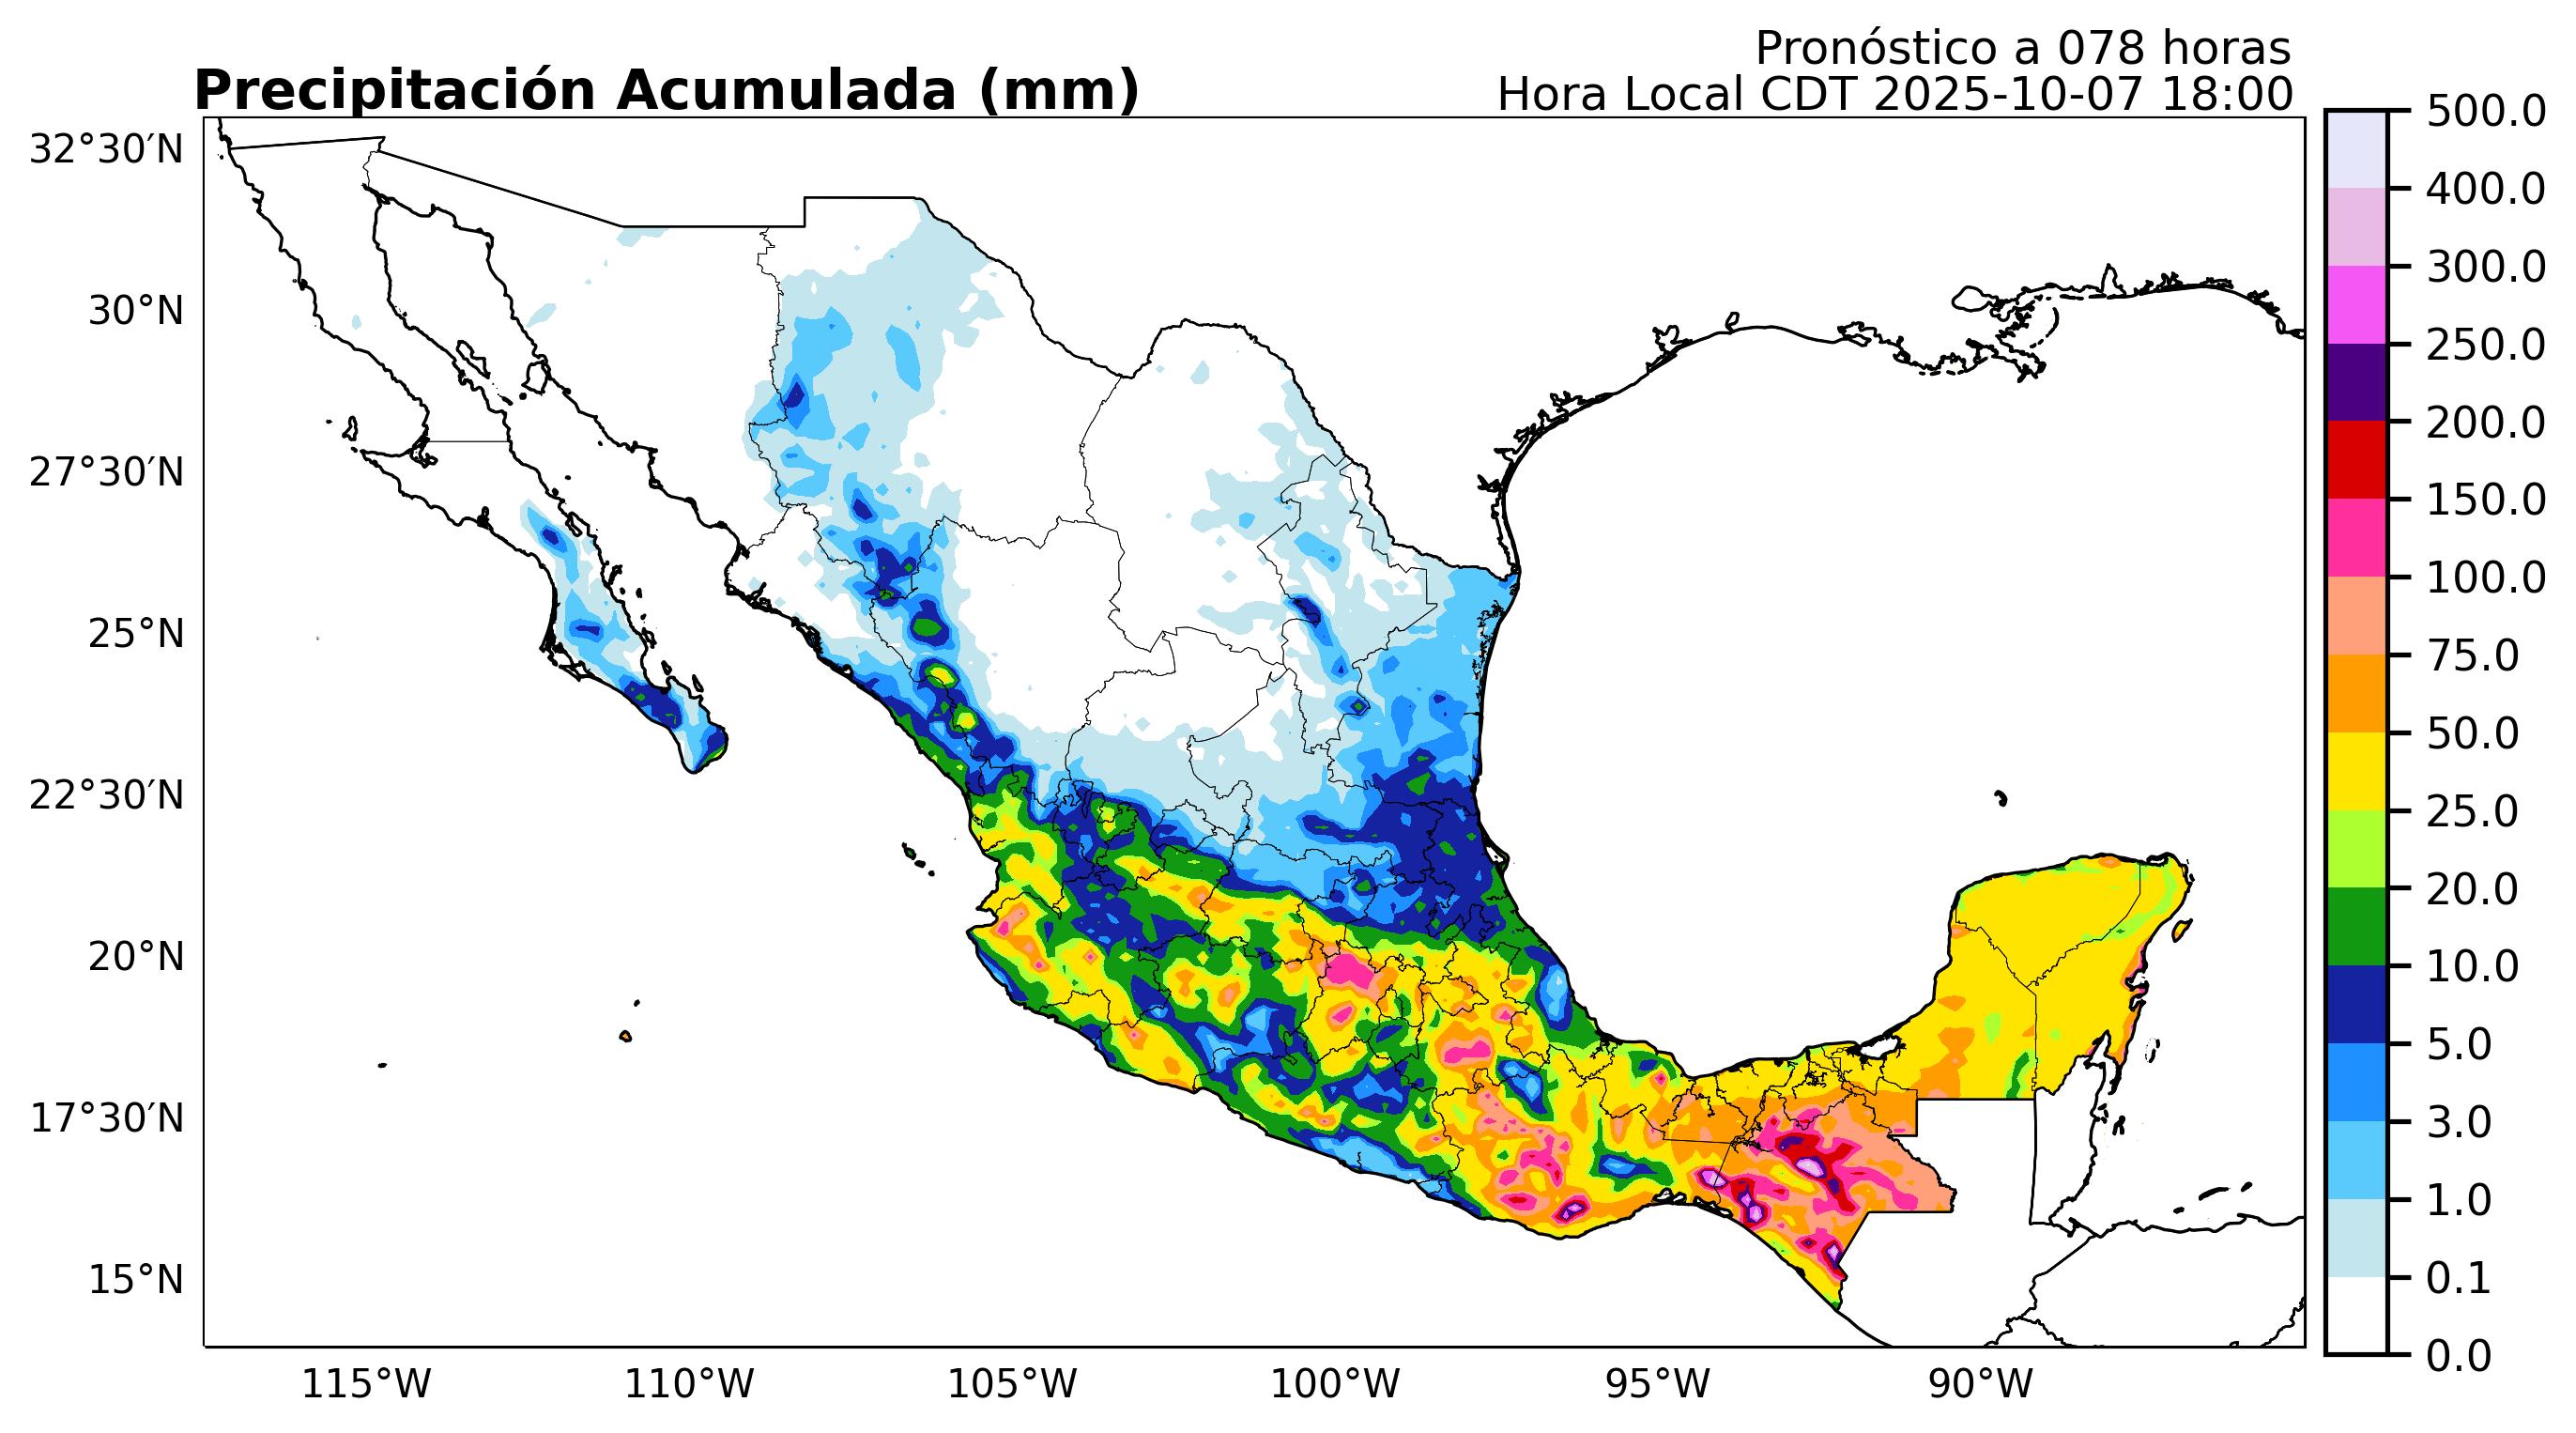 Pronóstico a 078 horas
Precipitación Acumulada (mm)
Hora Local CDT 2025-10-07 18:00
32°30′N
30°N
27°30′N
25°N
22°30′N
20°N
17°30′N
15°N
115°W
110°W
105°W
100°W
95°W
90°W
500.0
400.0
300.0
250.0
200.0
150.0
100.0
75.0
50.0
25.0
20.0
10.0
5.0
3.0
1.0
0.1
0.0